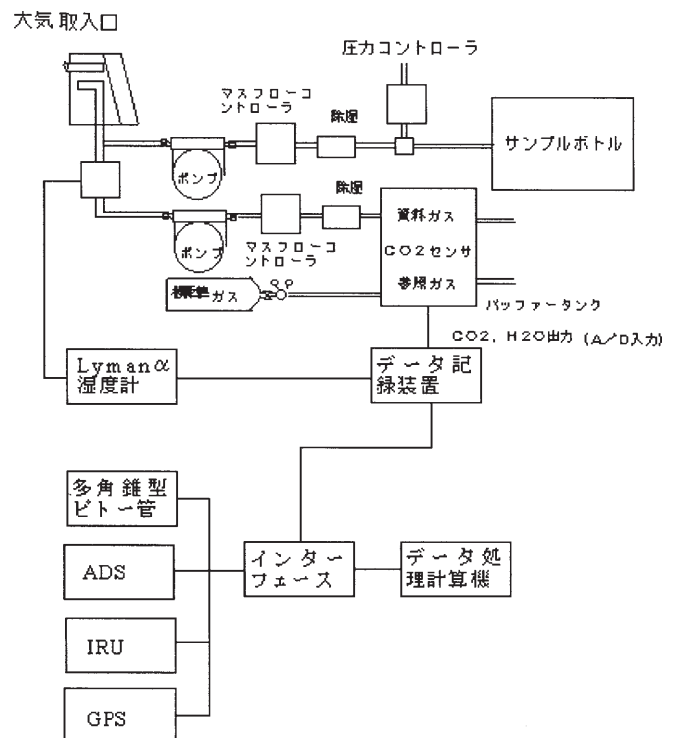 大気取入口
圧力コントローラ
マスフローコ
ントローラ
除湿
サンプルボトル
ポンプ
除湿
資料ガス
CO2センサ
参照ガス
マスフローコ
ントローラ
ポンプ
標準ガス
バッファータンク
CO2, H2O出力 (A/D入力)
Lymanα
湿度計
データ記
録装置
多角錐型
ピトー管
ADS
インター
フェース
データ処
理計算機
IRU
GPS